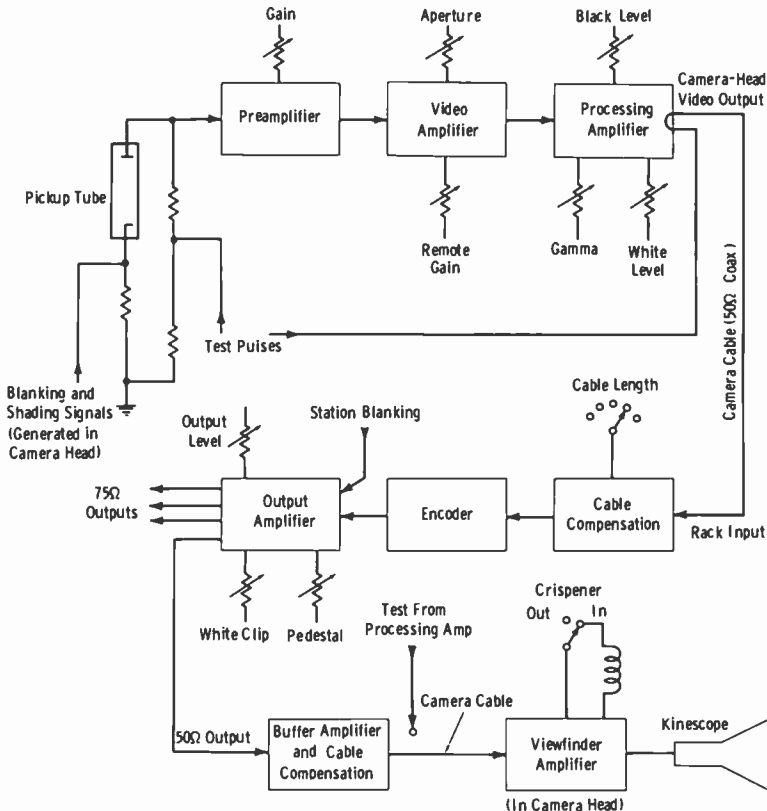 Gain
Aperture
Black Level
Camera-Head
Video Output
Preamplifier
Video
Amplifier
Processing
Amplifier
Pickup Tube
Remote
Gain
Gamma
White
Level
Test Pulses
Camera Cable (50Ω Coax)
Blanking and
Shading Signals
(Generated in
Camera Head)
Output
Level
Station Blanking
Cable Length
75Ω
Outputs
Output
Amplifier
Encoder
Cable
Compensation
Rack Input
White Clip
Pedestal
Test From
Processing Amp
Crispener
Out
In
Camera Cable
50Ω Output
Buffer Amplifier
and Cable
Compensation
Viewfinder
Amplifier
Kinescope
(In Camera Head)